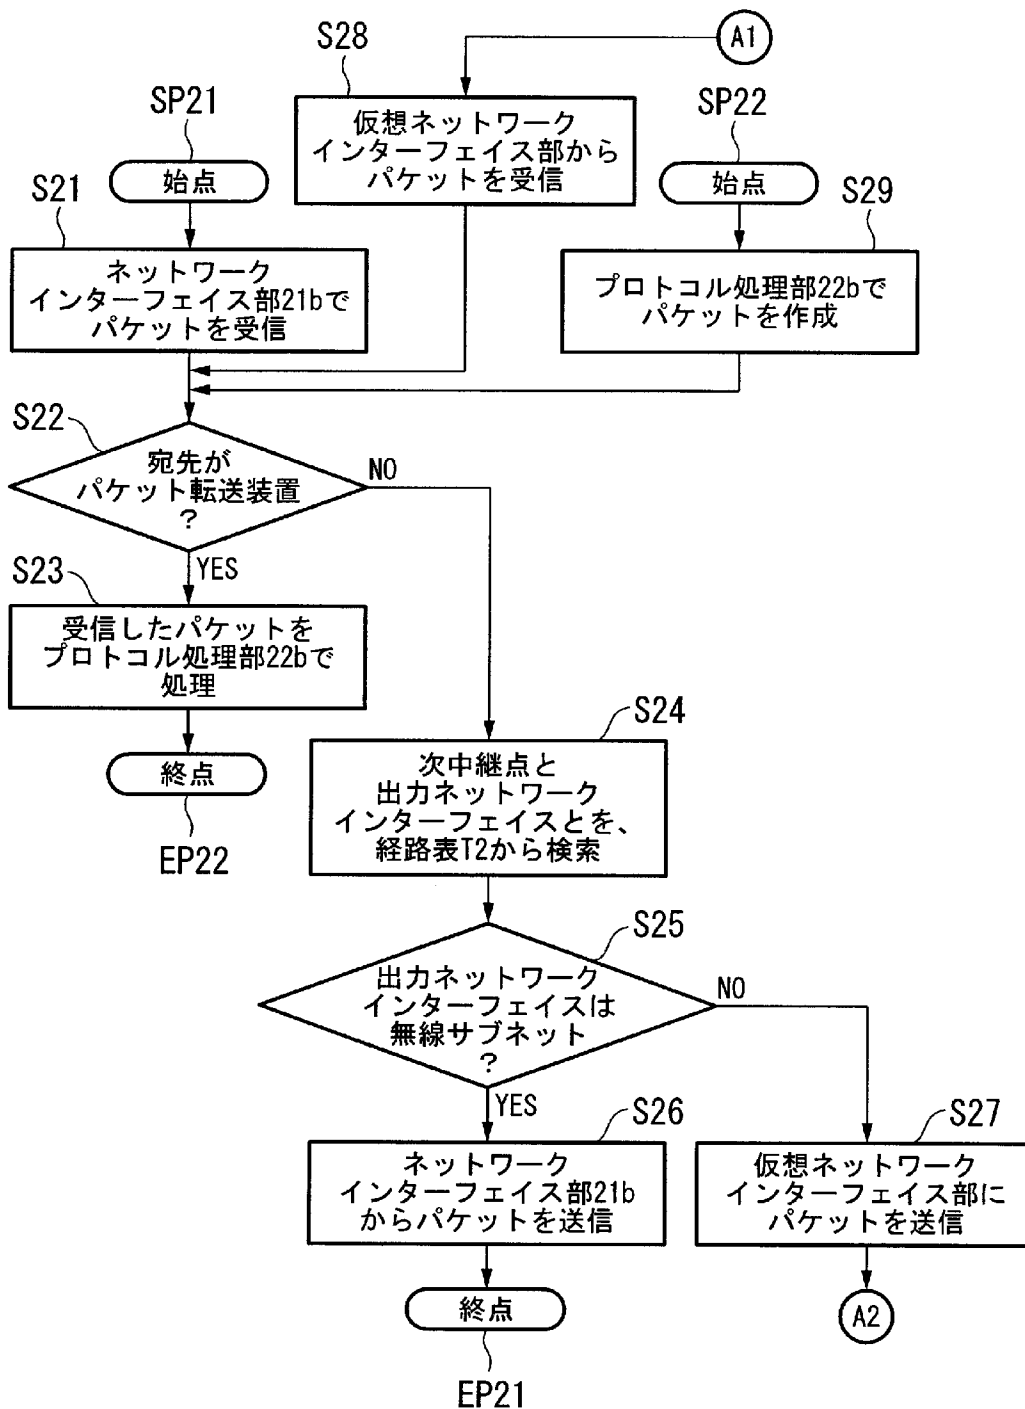 S28
A1
仮想ネットワーク
インターフェイス部から
パケットを受信
SP21
始点
SP22
始点
S21
ネットワーク
インターフェイス部21bで
パケットを受信
S29
プロトコル処理部22bで
パケットを作成
S22
宛先が
パケット転送装置
?
NO
YES
S23
受信したパケットを
プロトコル処理部22bで
処理
終点
EP22
S24
次中継点と
出力ネットワーク
インターフェイスとを、
経路表T2から検索
S25
出力ネットワーク
インターフェイスは
無線サブネット
?
NO
YES
S26
ネットワーク
インターフェイス部21b
からパケットを送信
終点
EP21
S27
仮想ネットワーク
インターフェイス部に
パケットを送信
A2